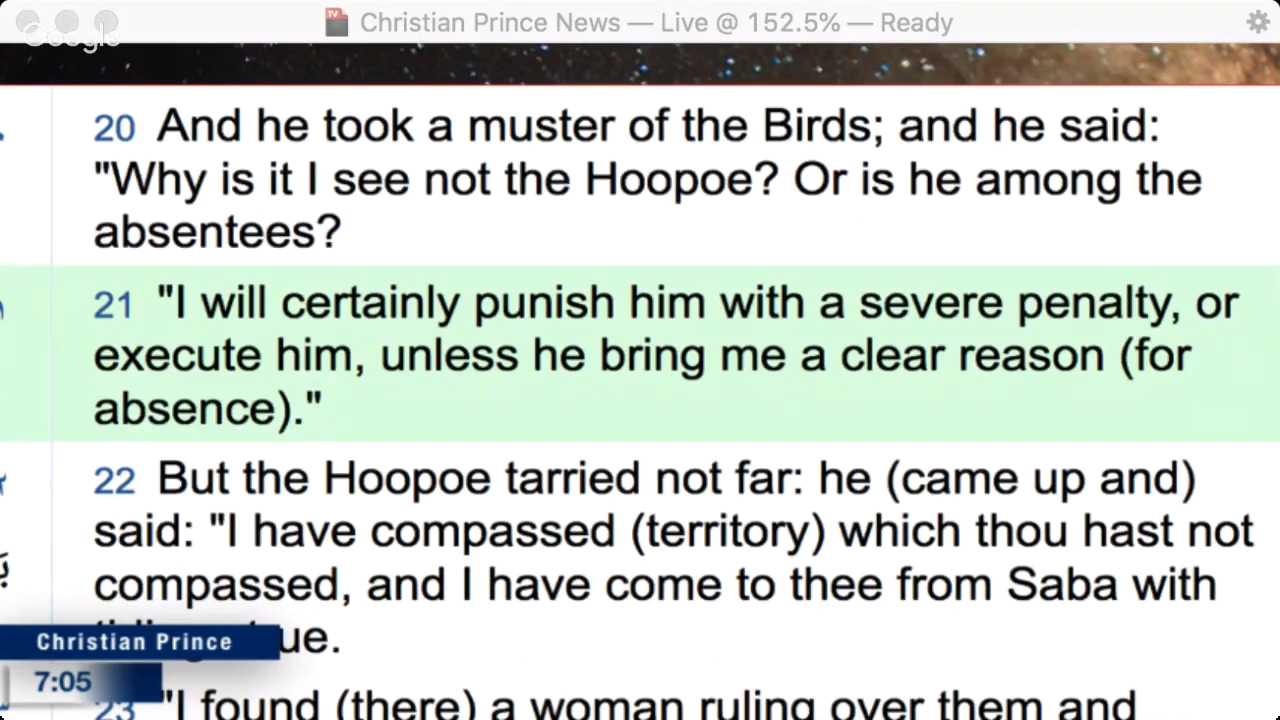 Christian Prince News — Live @ 152.5% — Ready
Google
20 And he took a muster of the Birds; and he said:
"Why is it I see not the Hoopoe? Or is he among the
absentees?
21 "I will certainly punish him with a severe penalty, or
execute him, unless he bring me a clear reason (for
absence)."
22 But the Hoopoe tarried not far: he (came up and)
said: "I have compassed (territory) which thou hast not
compassed, and I have come to thee from Saba with
Christian Prince
7:05
23 "I found (there) a woman ruling over them and